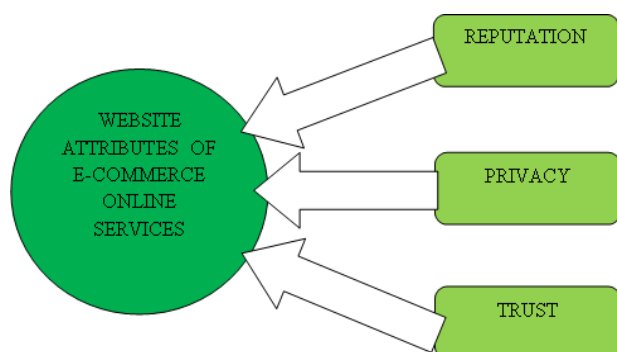 WEBSITE
ATTRIBUTES OF
E-COMMERCE
ONLINE
SERVICES
REPUTATION
PRIVACY
TRUST